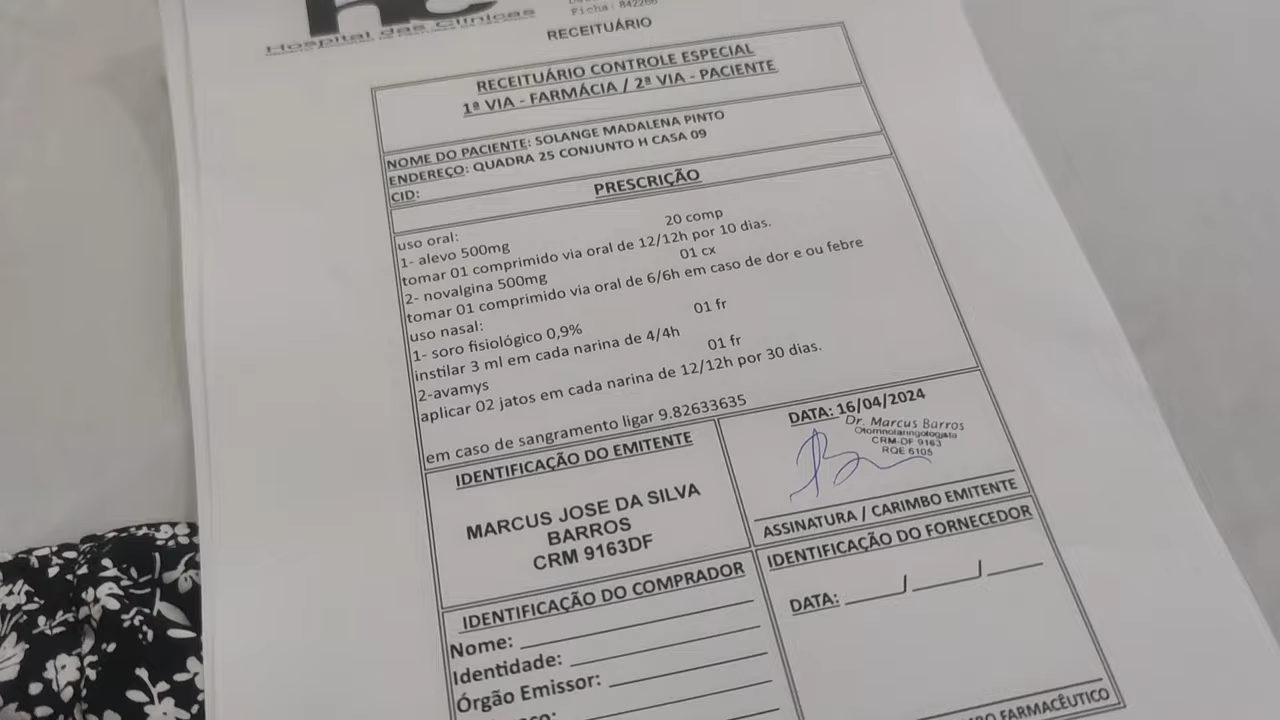 Hospital das Clínicas
Ficha: 842266
RECEITUÁRIO
RECEITUÁRIO CONTROLE ESPECIAL
1ª VIA - FARMÁCIA / 2ª VIA - PACIENTE
NOME DO PACIENTE: SOLANGE MADALENA PINTO
ENDEREÇO: QUADRA 25 CONJUNTO H CASA 09
CID:
PRESCRIÇÃO
uso oral:
1- alevo 500mg 20 comp
tomar 01 comprimido via oral de 12/12h por 10 dias.
2- novalgina 500mg 01 cx
tomar 01 comprimido via oral de 6/6h em caso de dor e ou febre
uso nasal:
1- soro fisiológico 0,9% 01 fr
instilar 3 ml em cada narina de 4/4h
2-avamys 01 fr
aplicar 02 jatos em cada narina de 12/12h por 30 dias.
em caso de sangramento ligar 9.82633635
IDENTIFICAÇÃO DO EMITENTE
MARCUS JOSE DA SILVA
BARROS
CRM 9163DF
DATA: 16/04/2024
Dr. Marcus Barros
Otorrinolaringologista
CRM-DF 9163
RQE 6105
ASSINATURA / CARIMBO EMITENTE
IDENTIFICAÇÃO DO COMPRADOR
Nome:
Identidade:
Órgão Emissor:
IDENTIFICAÇÃO DO FORNECEDOR
DATA: ____/____/____
FARMACÊUTICO